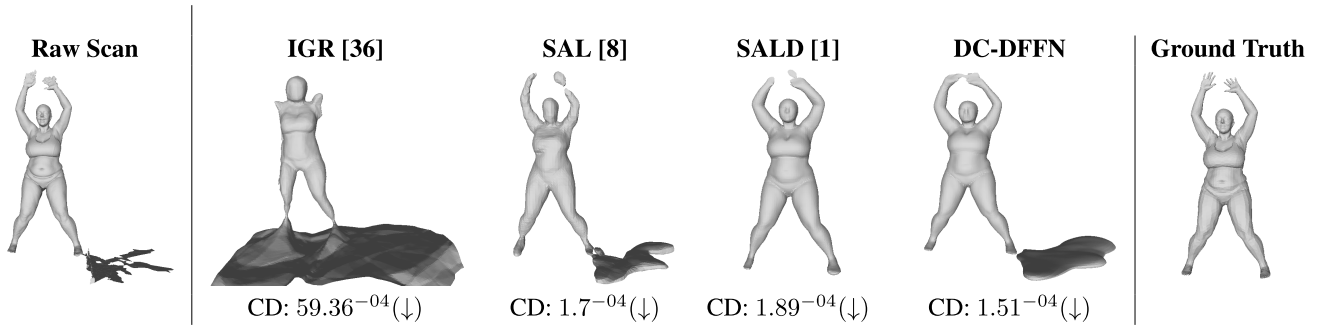 Raw Scan IGR [36] SAL [8] SALD [1] DC-DFFN Ground Truth
CD: 59.36⁻⁰⁴(↓) CD: 1.7⁻⁰⁴(↓) CD: 1.89⁻⁰⁴(↓) CD: 1.51⁻⁰⁴(↓)